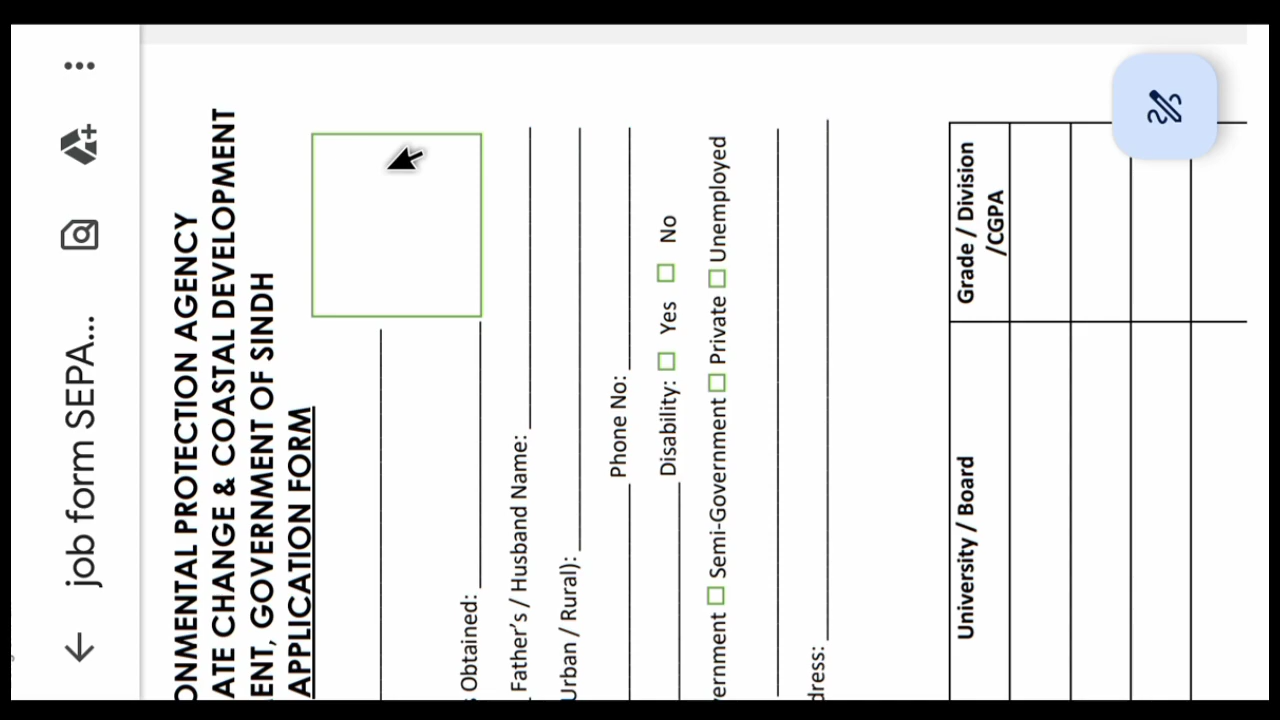 job form SEPA...
ONMENTAL PROTECTION AGENCY
ATE CHANGE & COASTAL DEVELOPMENT
ENT, GOVERNMENT OF SINDH
APPLICATION FORM
s Obtained:
Father's / Husband Name:
Urban / Rural):
Phone No:
Disability: Yes No
ernment Semi-Government Private Unemployed
dress:
University / Board Grade / Division /CGPA